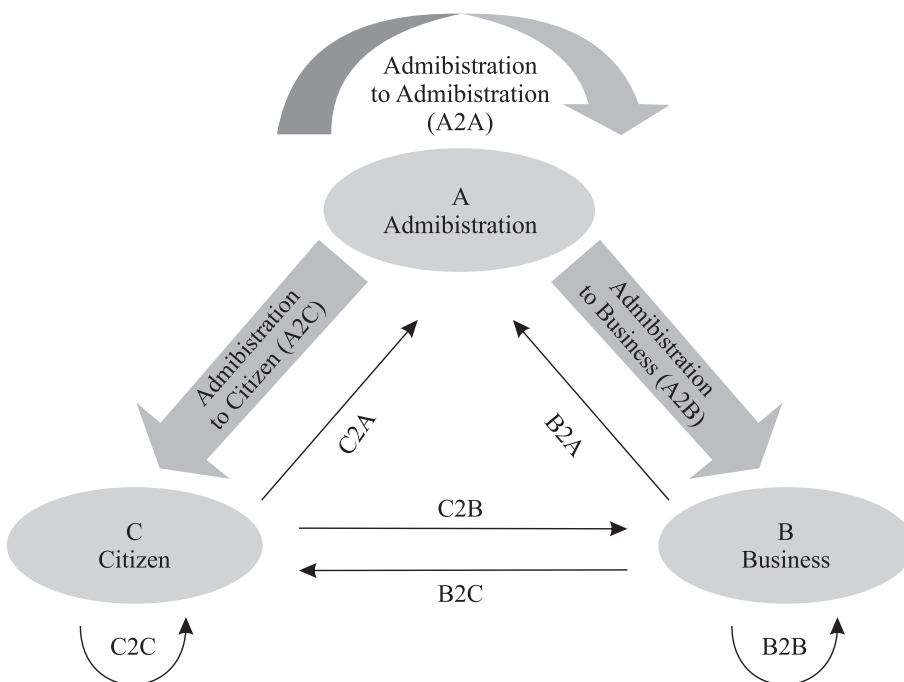 Admibistration
to Admibistration
(A2A)
A
Admibistration
Admibistration
to Citizen (A2C)
Admibistration
to Business (A2B)
C2A
B2A
C2B
B2C
C
Citizen
B
Business
C2C
B2B